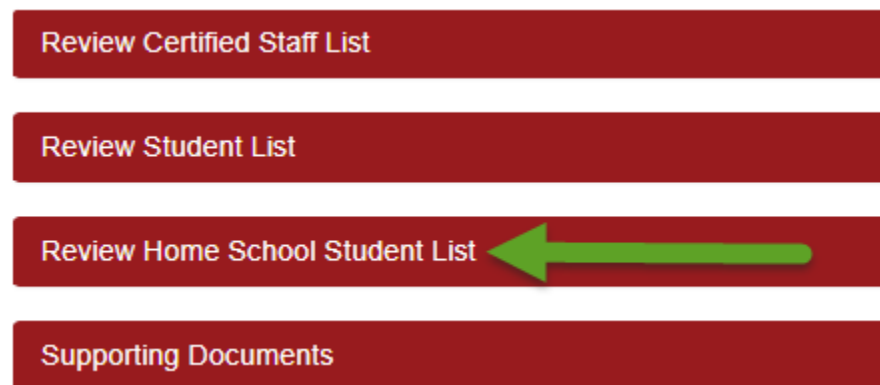 Review Certified Staff List
Review Student List
Review Home School Student List
Supporting Documents